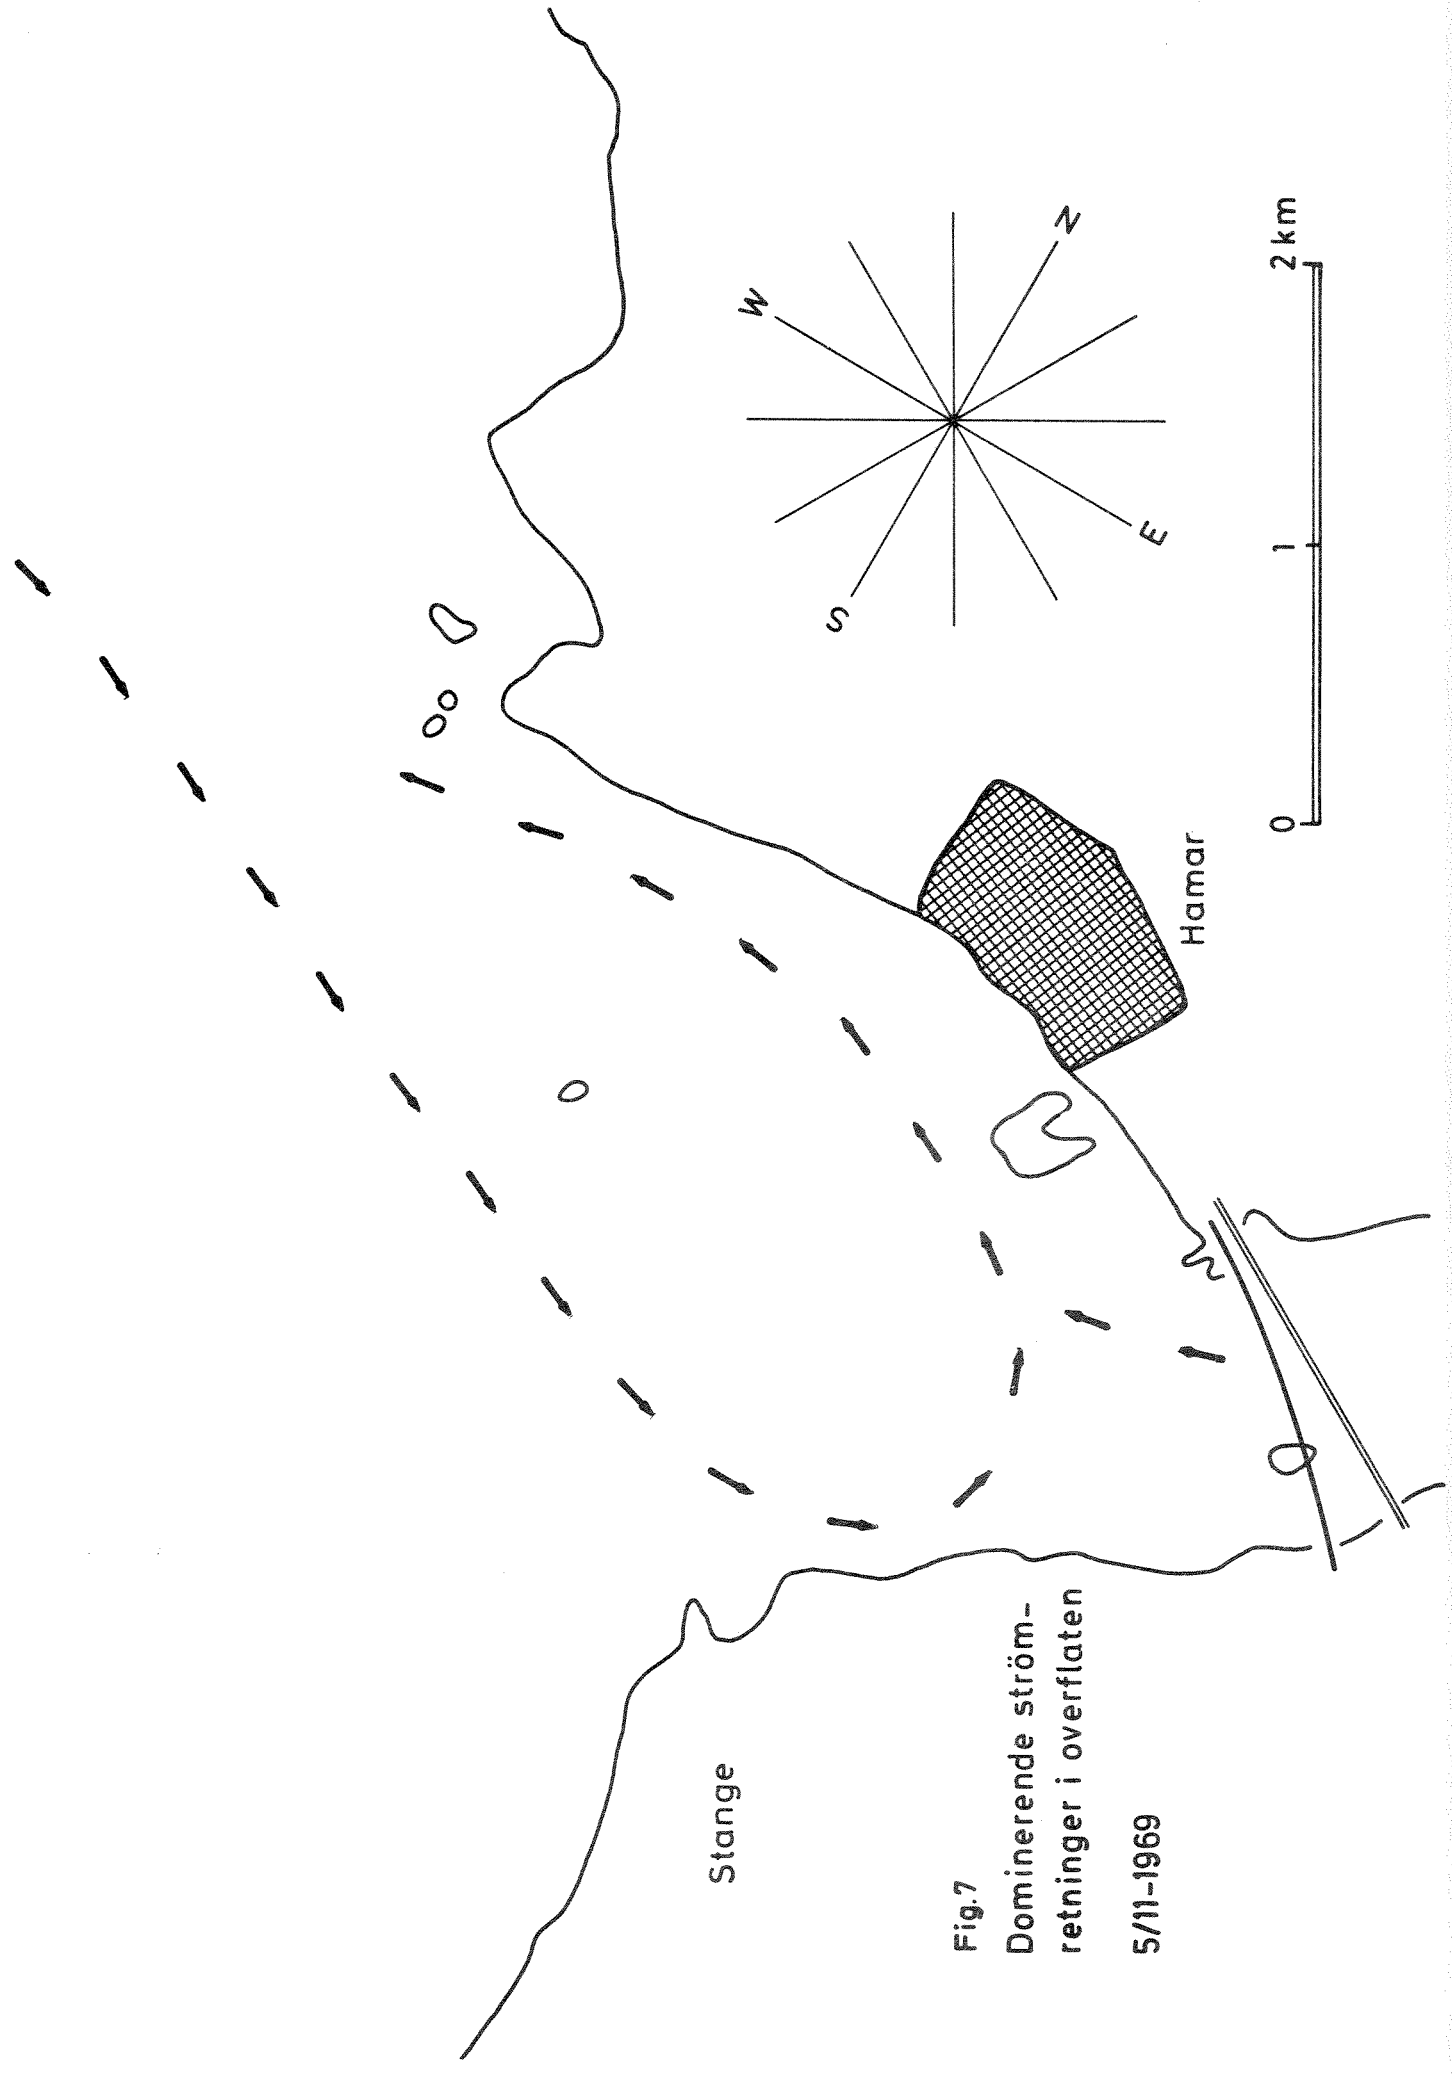 Fig.7
Dominerende ström-
retninger i overflaten
5/11-1969
Stange
Hamar
0
1
2 km
N
W
S
E